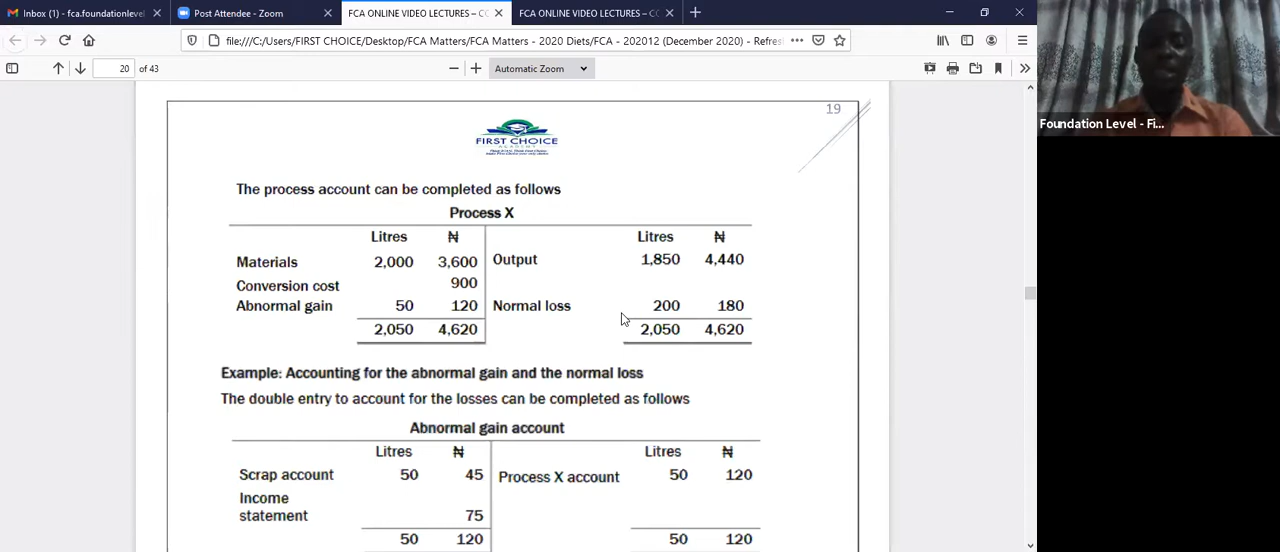 Inbox (1) - fca.foundationlevel
Post Attendee - Zoom
FCA ONLINE VIDEO LECTURES – CC
FCA ONLINE VIDEO LECTURES – CC
file:///C:/Users/FIRST CHOICE/Desktop/FCA Matters/FCA Matters - 2020 Diets/FCA - 202012 (December 2020) - Refres
20 of 43
Automatic Zoom
Foundation Level - Fi...
19
FIRST CHOICE
ACADEMY
The process account can be completed as follows
Process X
Litres ₦ Litres ₦
Materials 2,000 3,600 Output 1,850 4,440
Conversion cost 900
Abnormal gain 50 120 Normal loss 200 180
2,050 4,620 2,050 4,620
Example: Accounting for the abnormal gain and the normal loss
The double entry to account for the losses can be completed as follows
Abnormal gain account
Litres ₦ Litres ₦
Scrap account 50 45 Process X account 50 120
Income
statement 75
50 120 50 120